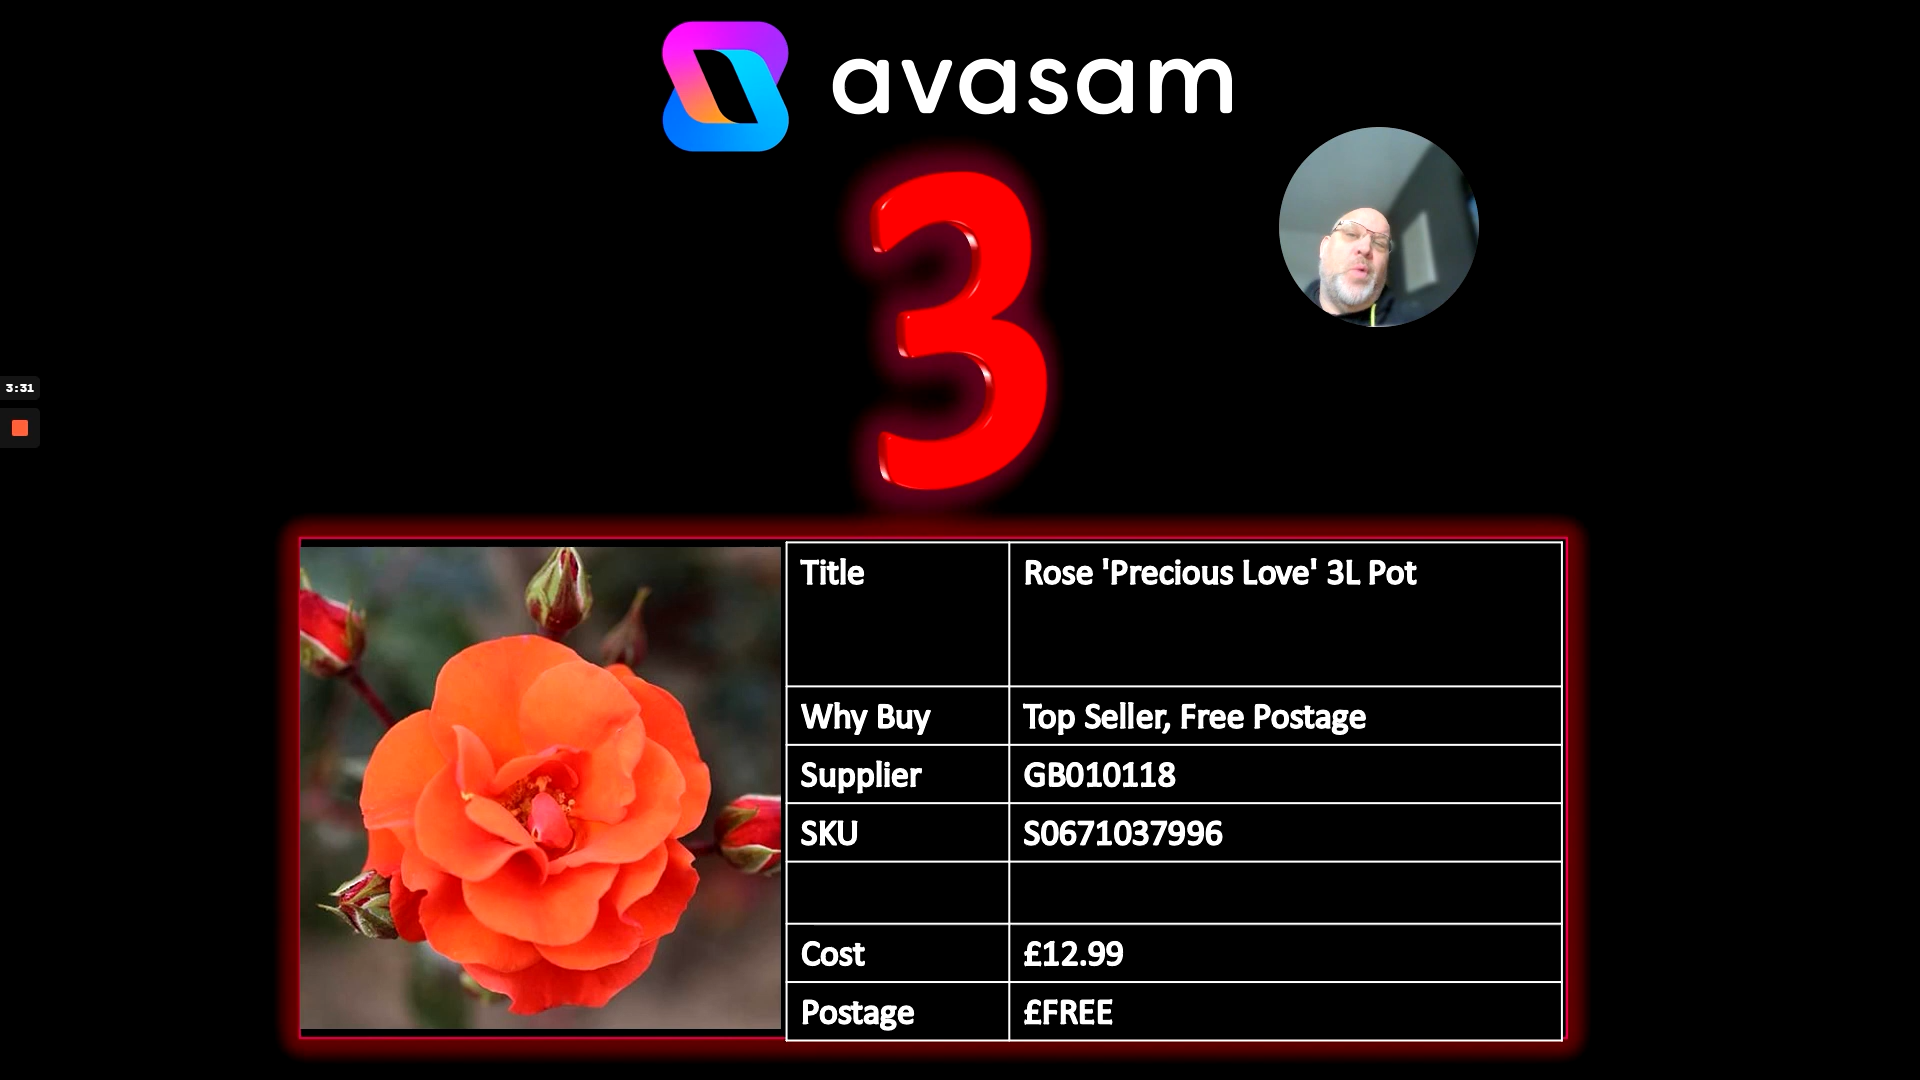 avasam
3
3:31
Title Rose 'Precious Love' 3L Pot
Why Buy Top Seller, Free Postage
Supplier GB010118
SKU S0671037996
Cost £12.99
Postage £FREE